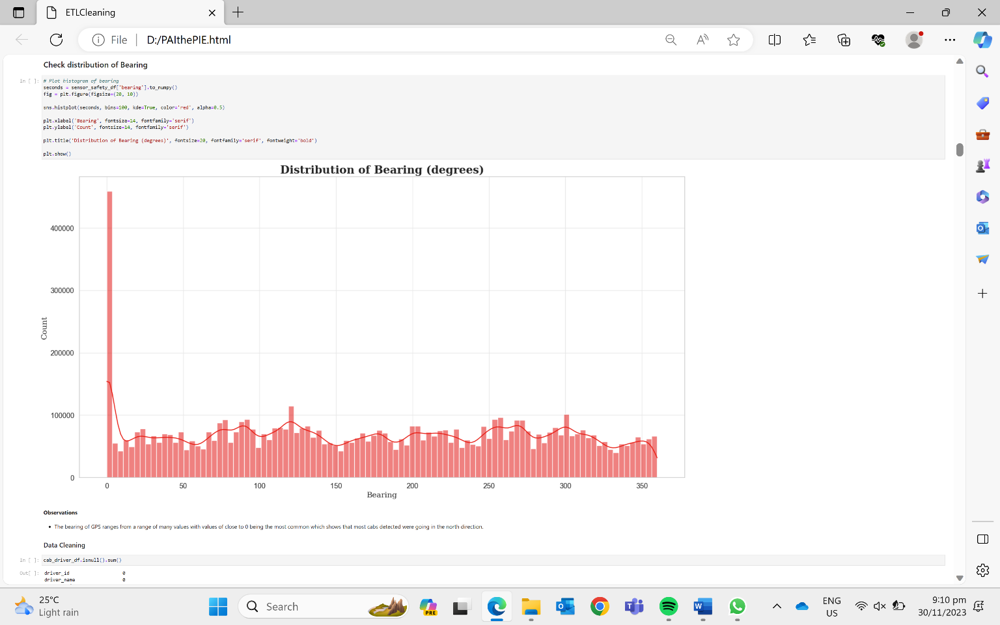 ETLCleaning
File
D:/PAIthePIE.html
Check distribution of Bearing
In [ ]:
# Plot histogram of bearing
seconds = sensor_safety_df['bearing'].to_numpy()
fig = plt.figure(figsize=(20, 10))
sns.histplot(seconds, bins=100, kde=True, color='red', alpha=0.5)
plt.xlabel('Bearing', fontsize=14, fontfamily='serif')
plt.ylabel('Count', fontsize=14, fontfamily='serif')
plt.title('Distribution of Bearing (degrees)', fontsize=20, fontfamily='serif', fontweight='bold')
plt.show()
Distribution of Bearing (degrees)
400000
300000
200000
100000
0
Count
0 50 100 150 200 250 300 350
Bearing
Observations
• The bearing of GPS ranges from a range of many values with values of close to 0 being the most common which shows that most cabs detected were going in the north direction.
Data Cleaning
In [ ]: cab_driver_df.isnull().sum()
Out[ ]: driver_id 0
driver_name 0
25°C
Light rain
Search
PRE
ENG
US
9:10 pm
30/11/2023